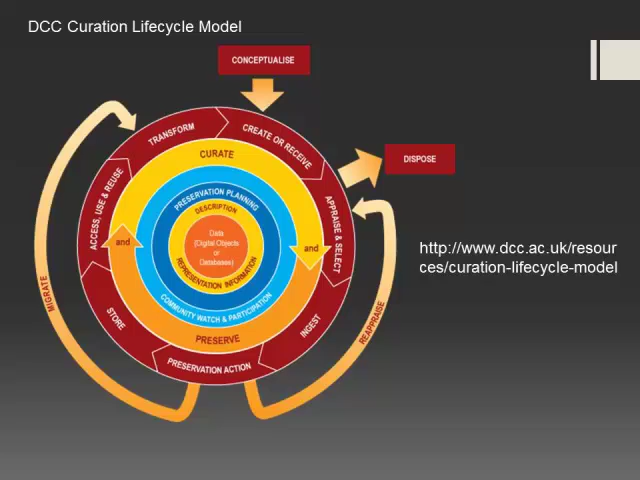 DCC Curation Lifecycle Model
CONCEPTUALISE
TRANSFORM
CREATE OR RECEIVE
CURATE
DISPOSE
ACCESS, USE & REUSE
PRESERVATION PLANNING
APPRAISE & SELECT
DESCRIPTION
Data
(Digital Objects
or
Databases)
and
and
http://www.dcc.ac.uk/resour
ces/curation-lifecycle-model
REPRESENTATION INFORMATION
MIGRATE
COMMUNITY WATCH & PARTICIPATION
REAPPRAISE
STORE
INGEST
PRESERVE
PRESERVATION ACTION